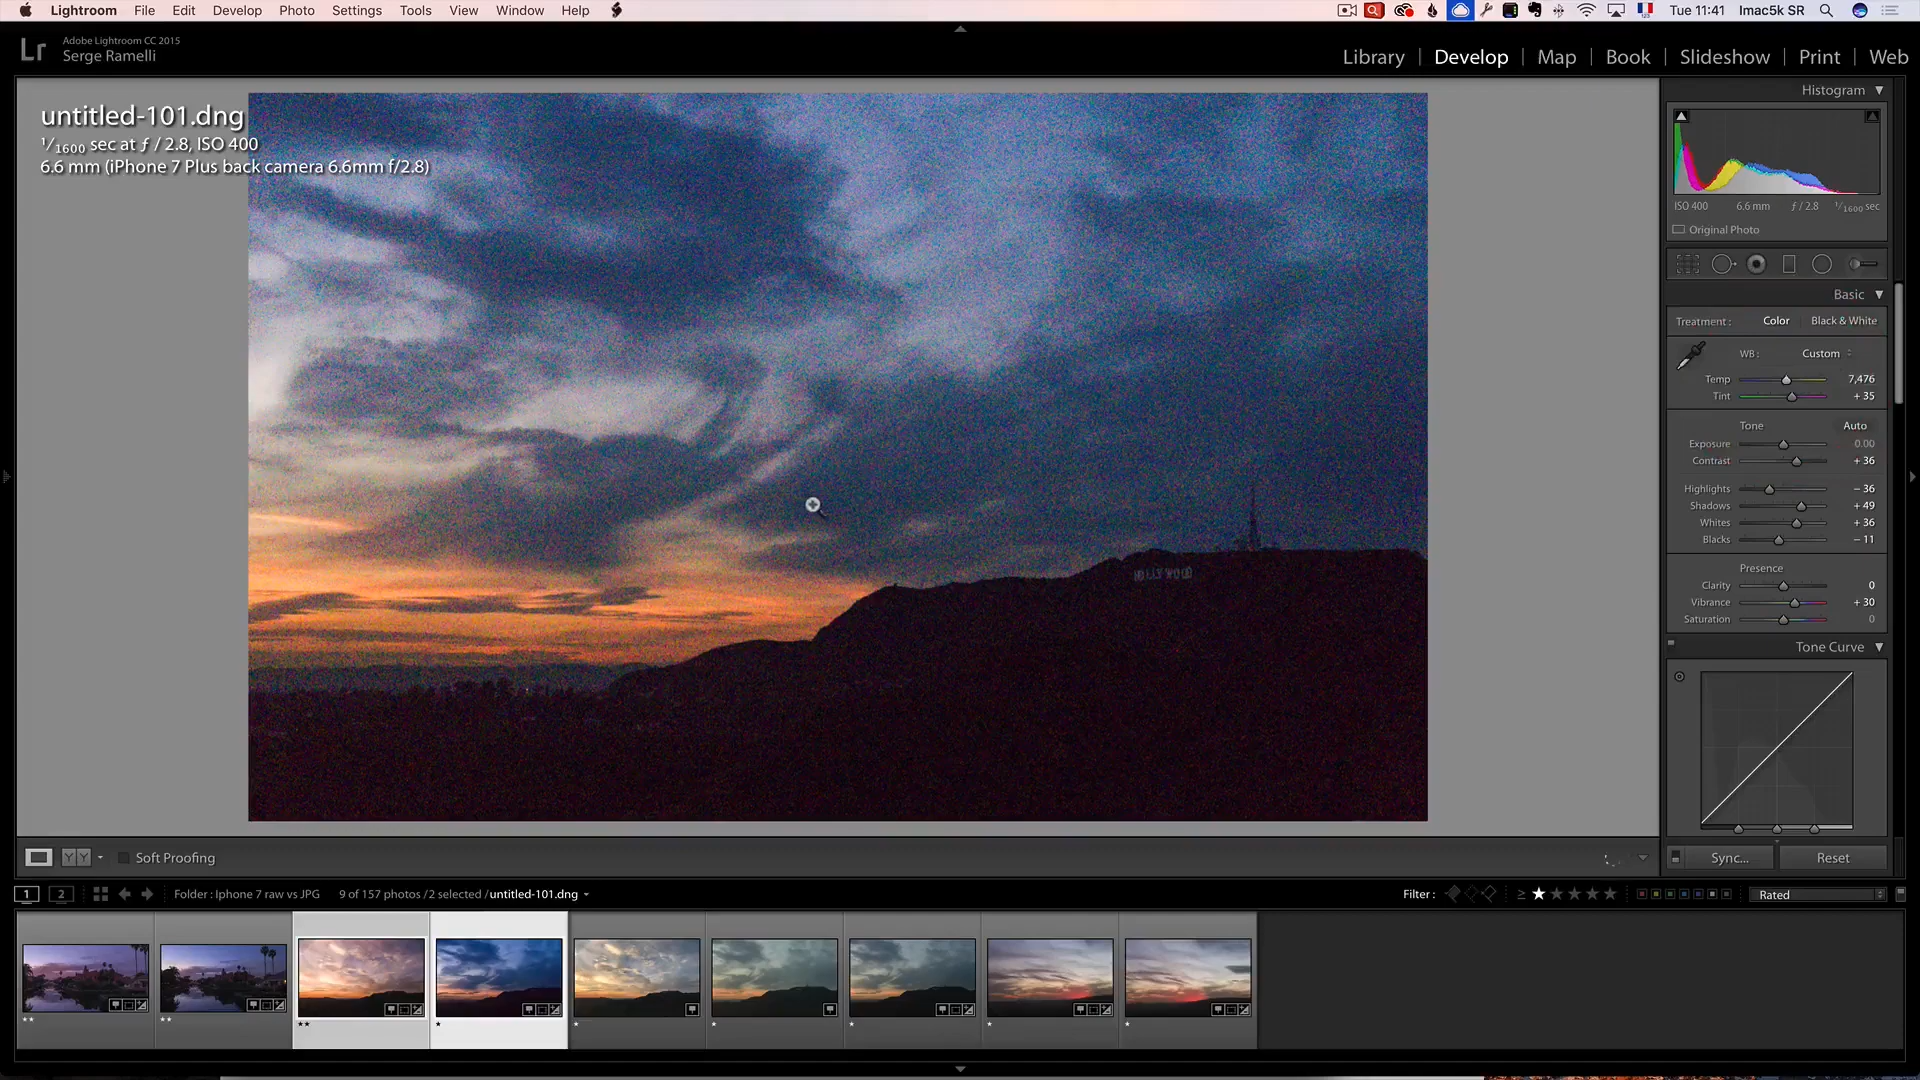 Lightroom File Edit Develop Photo Settings Tools View Window Help Tue 11:41 Imac5k SR
Lr Adobe Lightroom CC 2015
Serge Ramelli
Library | Develop | Map | Book | Slideshow | Print | Web
untitled-101.dng
1/1600 sec at ƒ / 2.8, ISO 400
6.6 mm (iPhone 7 Plus back camera 6.6mm f/2.8)
HOLLYWOOD
Histogram
ISO 400 6.6 mm ƒ / 2.8 1/1600 sec
Original Photo
Basic
Treatment : Color Black & White
WB : Custom
Temp 7,476
Tint + 35
Tone Auto
Exposure 0.00
Contrast + 36
Highlights − 36
Shadows + 49
Whites + 36
Blacks − 11
Presence
Clarity 0
Vibrance + 30
Saturation 0
Tone Curve
Sync... Reset
YY Soft Proofing
1 2 Folder : Iphone 7 raw vs JPG 9 of 157 photos /2 selected /untitled-101.dng Filter : ≥ Rated